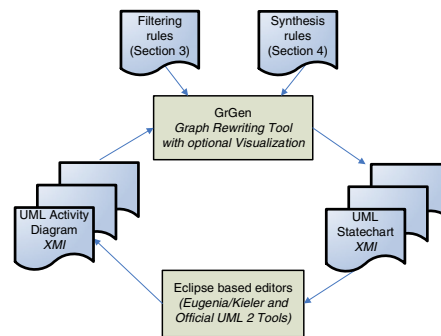 Filtering
rules
(Section 3)
Synthesis
rules
(Section 4)
GrGen
Graph Rewriting Tool
with optional Visualization
UML Activity
Diagram
XMI
UML
Statechart
XMI
Eclipse based editors
(Eugenia/Kieler and
Official UML 2 Tools)